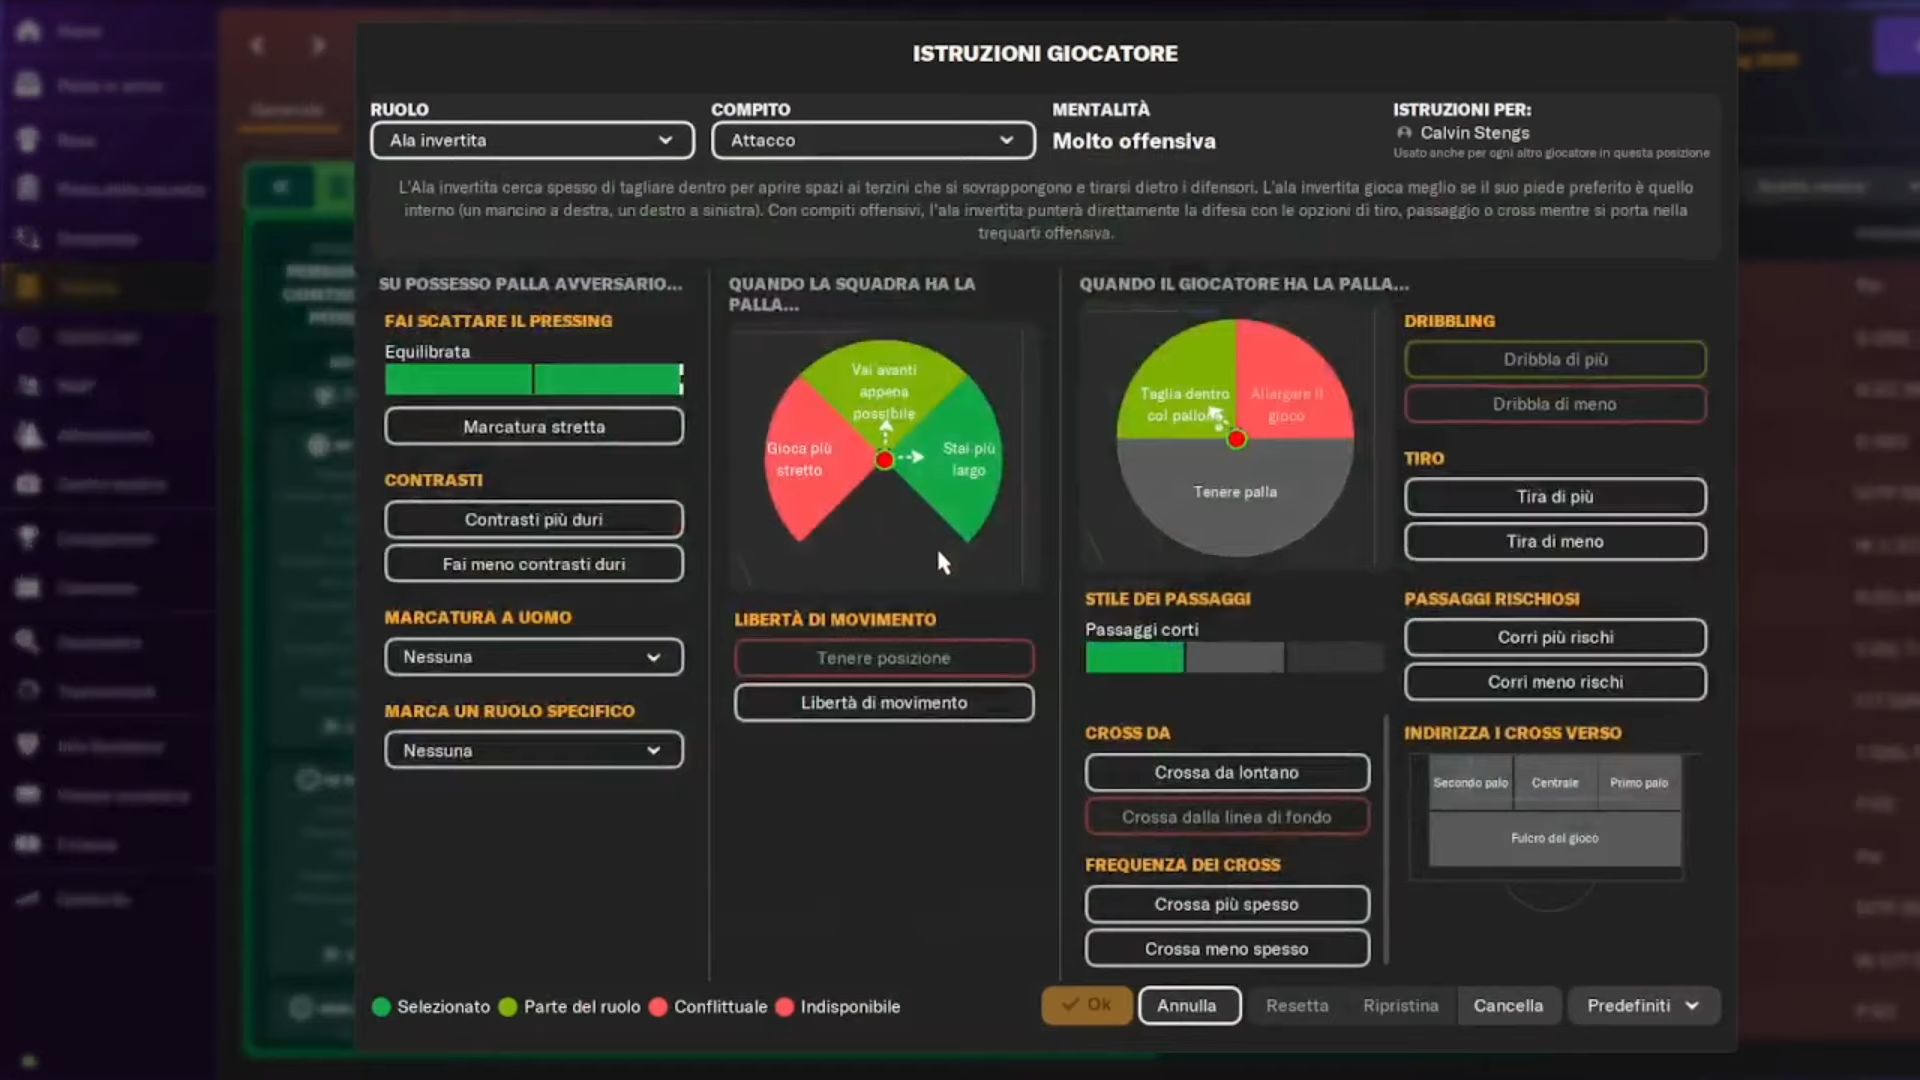 ISTRUZIONI GIOCATORE
RUOLO
Ala invertita
COMPITO
Attacco
MENTALITÀ
Molto offensiva
ISTRUZIONI PER:
Calvin Stengs
Usato anche per ogni altro giocatore in questa posizione
L'Ala invertita cerca spesso di tagliare dentro per aprire spazi ai terzini che si sovrappongono e tirarsi dietro i difensori. L'ala invertita gioca meglio se il suo piede preferito è quello
interno (un mancino a destra, un destro a sinistra). Con compiti offensivi, l'ala invertita punterà direttamente la difesa con le opzioni di tiro, passaggio o cross mentre si porta nella
trequarti offensiva.
SU POSSESSO PALLA AVVERSARIO...
FAI SCATTARE IL PRESSING
Equilibrata
Marcatura stretta
CONTRASTI
Contrasti più duri
Fai meno contrasti duri
MARCATURA A UOMO
Nessuna
MARCA UN RUOLO SPECIFICO
Nessuna
QUANDO LA SQUADRA HA LA
PALLA...
Vai avanti
appena
possibile
Gioca più
stretto
Stai più
largo
LIBERTÀ DI MOVIMENTO
Tenere posizione
Libertà di movimento
QUANDO IL GIOCATORE HA LA PALLA...
Taglia dentro
col pallone
Allargare il
gioco
Tenere palla
STILE DEI PASSAGGI
Passaggi corti
CROSS DA
Crossa da lontano
Crossa dalla linea di fondo
FREQUENZA DEI CROSS
Crossa più spesso
Crossa meno spesso
DRIBBLING
Dribbla di più
Dribbla di meno
TIRO
Tira di più
Tira di meno
PASSAGGI RISCHIOSI
Corri più rischi
Corri meno rischi
INDIRIZZA I CROSS VERSO
Secondo palo
Centrale
Primo palo
Fulcro del gioco
Selezionato
Parte del ruolo
Conflittuale
Indisponibile
Ok
Annulla
Resetta
Ripristina
Cancella
Predefiniti